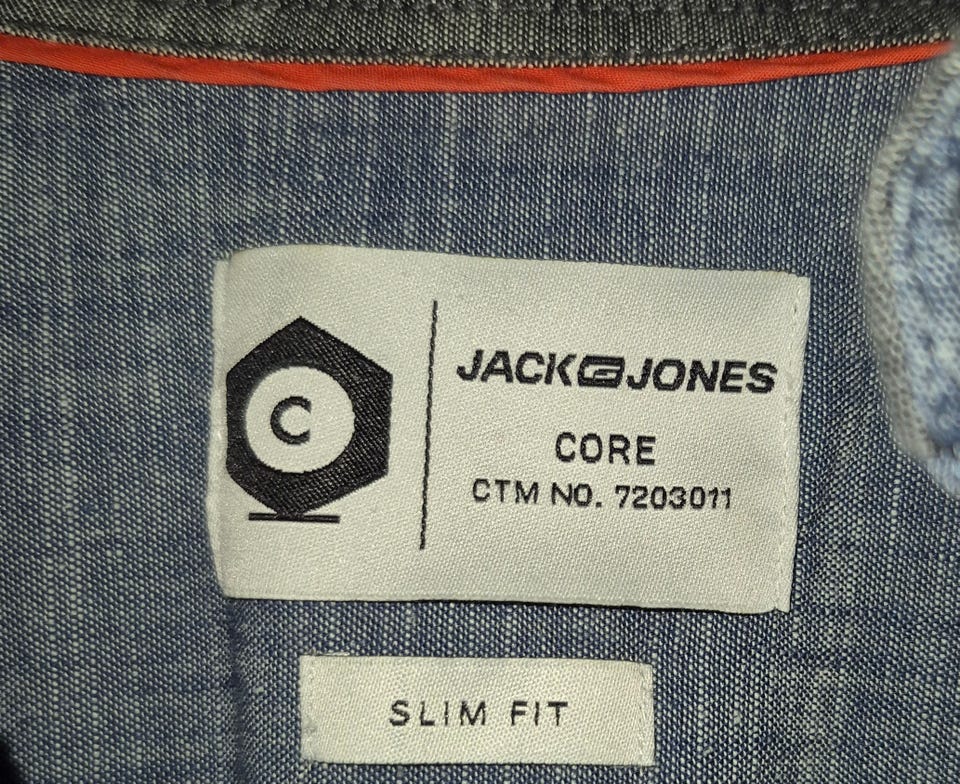 C
JACK&JONES
CORE
CTM NO. 7203011
SLIM FIT